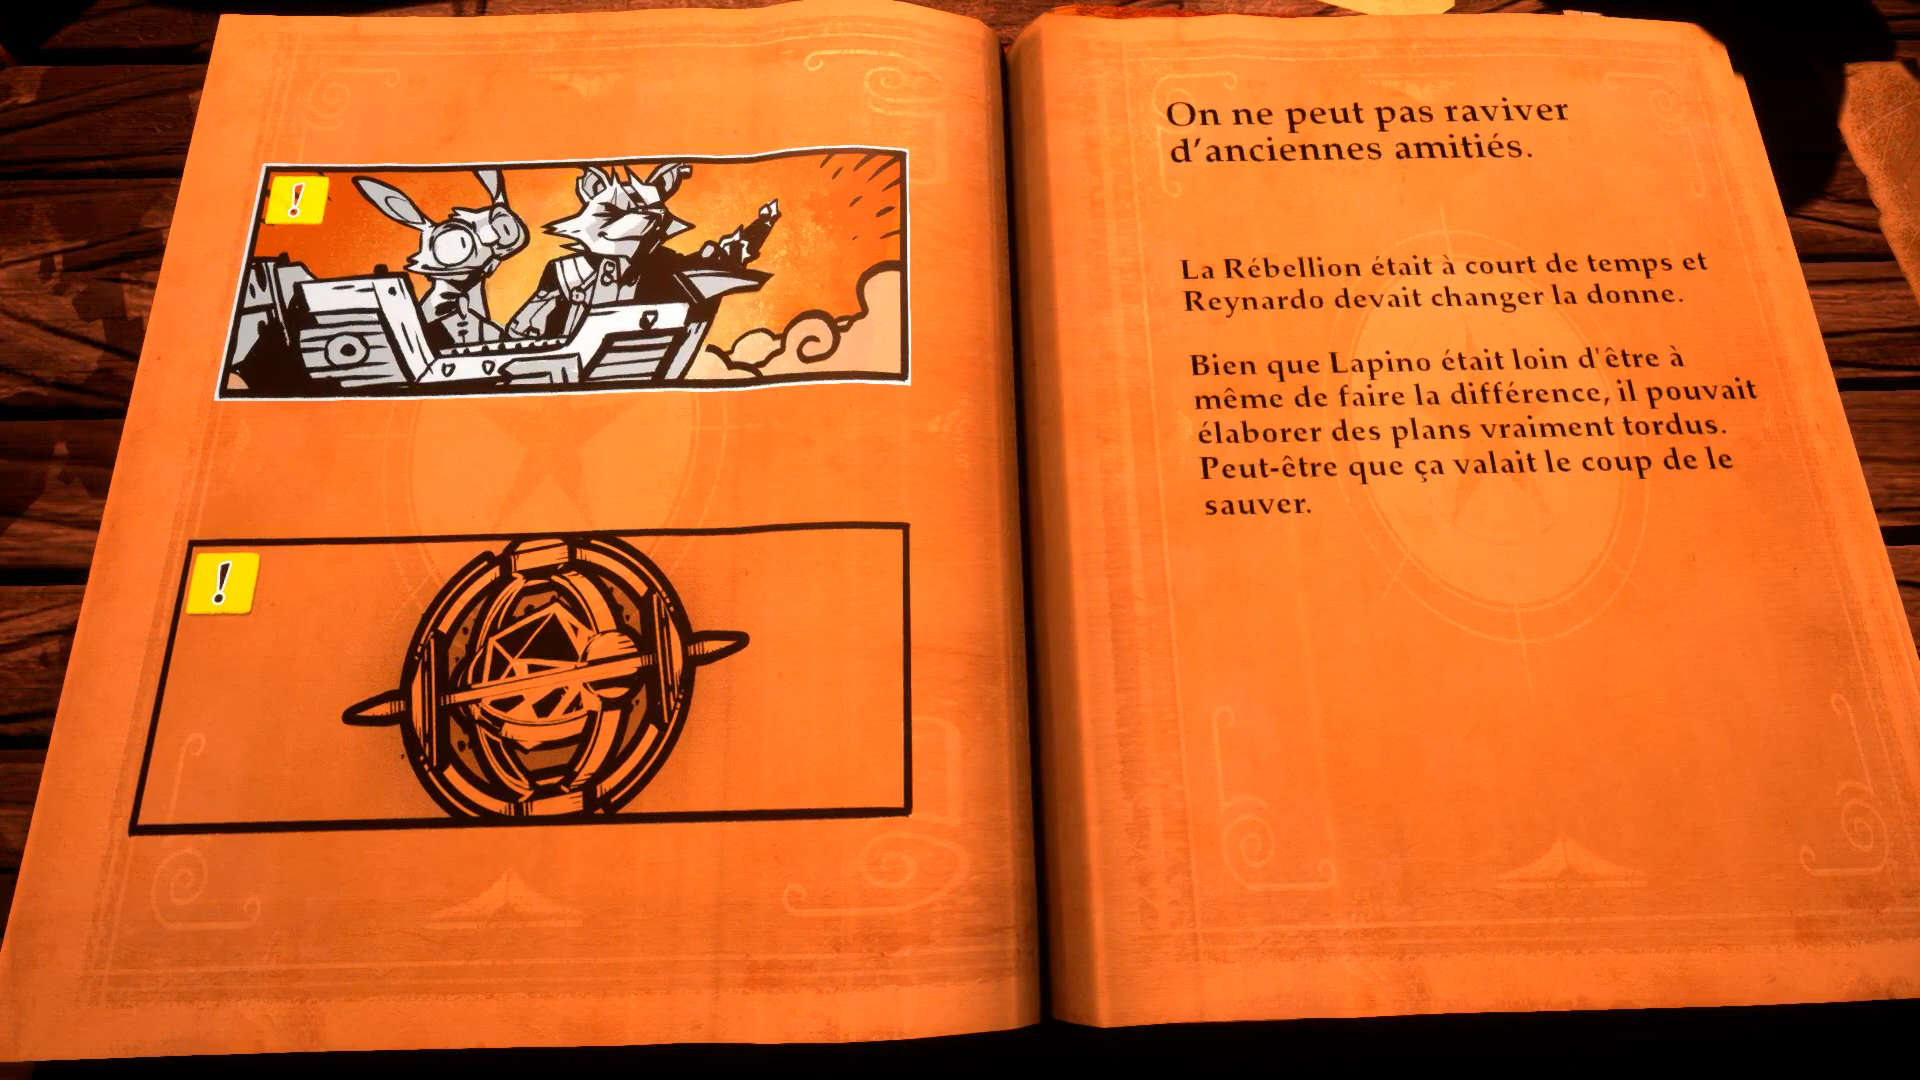 !
!
On ne peut pas raviver
d'anciennes amitiés.
La Rébellion était à court de temps et
Reynardo devait changer la donne.
Bien que Lapino était loin d'être à
même de faire la différence, il pouvait
élaborer des plans vraiment tordus.
Peut-être que ça valait le coup de le
sauver.